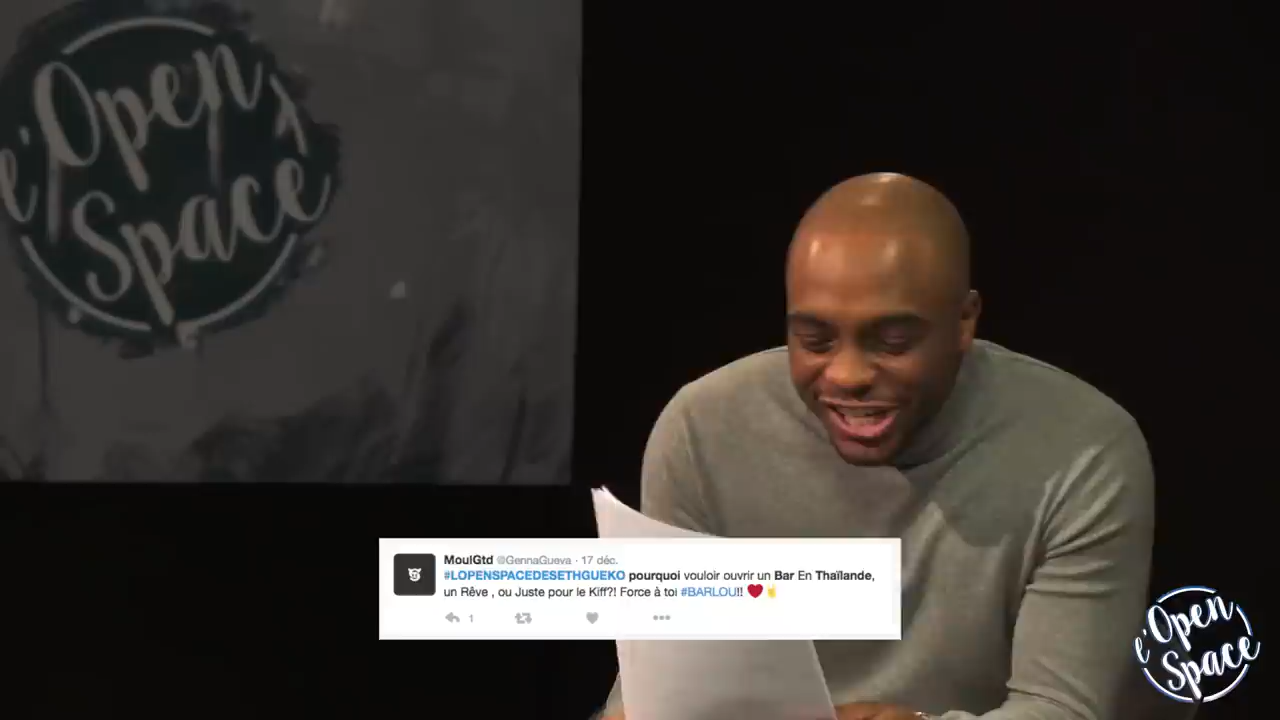 l'Open
Space
MoulGtd @GennaGueva · 17 déc.
#LOPENSPACEDESETHGUEKO pourquoi vouloir ouvrir un Bar En Thaïlande,
un Rêve , ou Juste pour le Kiff?! Force à toi #BARLOU!! ❤️☝️
1
l'Open
Space